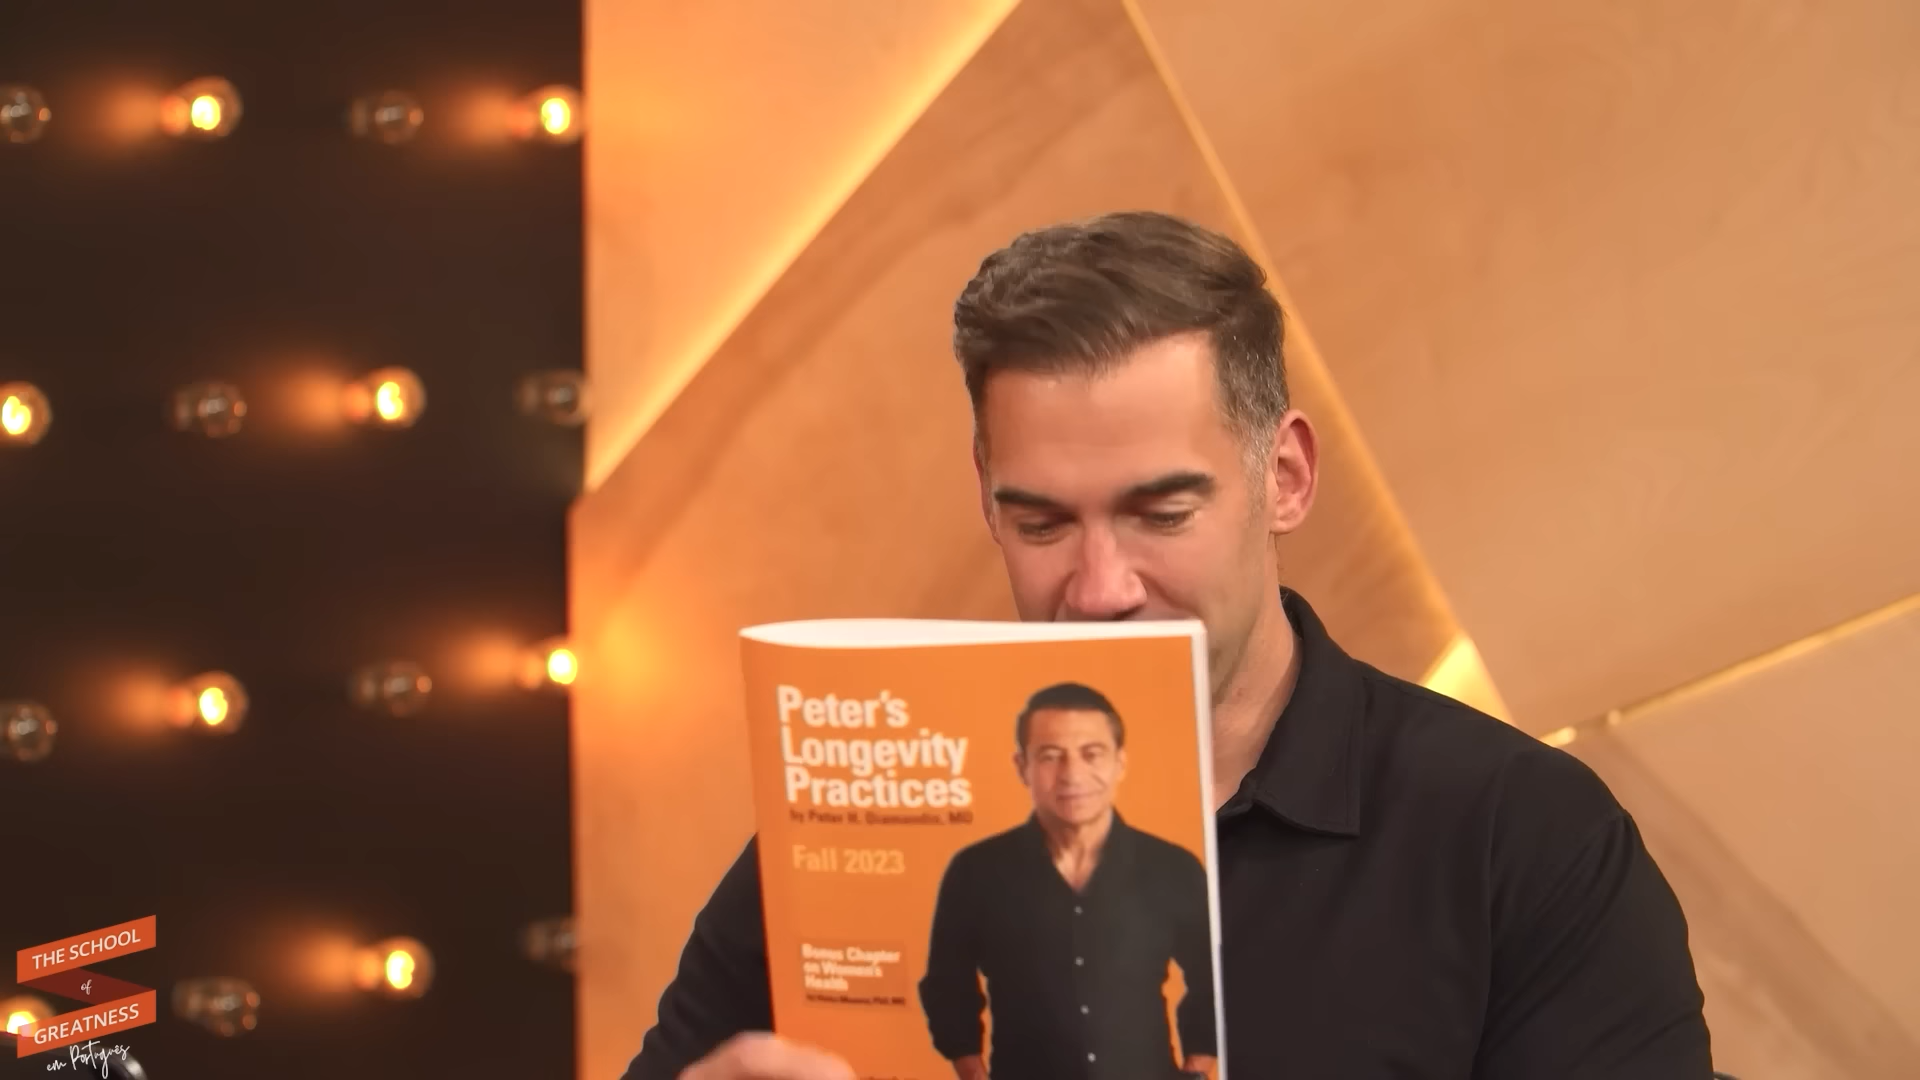 Peter's
Longevity
Practices
by Peter H. Diamandis, MD
Fall 2023
Bonus Chapter
on Women's
Health
THE SCHOOL
of
GREATNESS
em Português